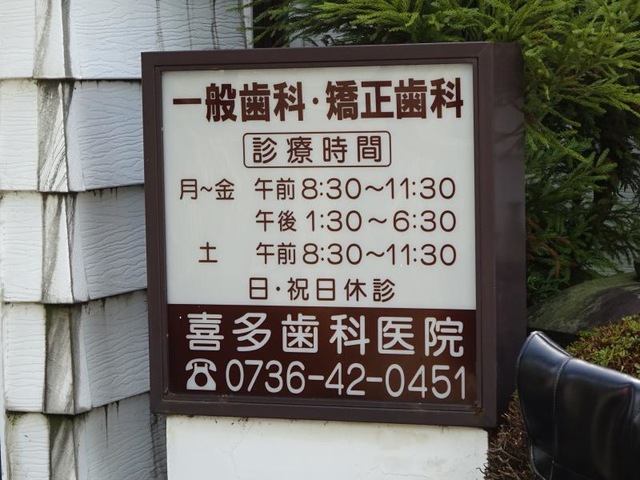 一般歯科・矯正歯科
診療時間
月~金 午前 8:30~11:30
午後 1:30~6:30
土 午前 8:30~11:30
日・祝日休診
喜多歯科医院
☎0736-42-0451